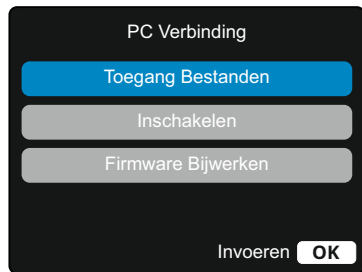 PC Verbinding
Toegang Bestanden
Inschakelen
Firmware Bijwerken
Invoeren OK